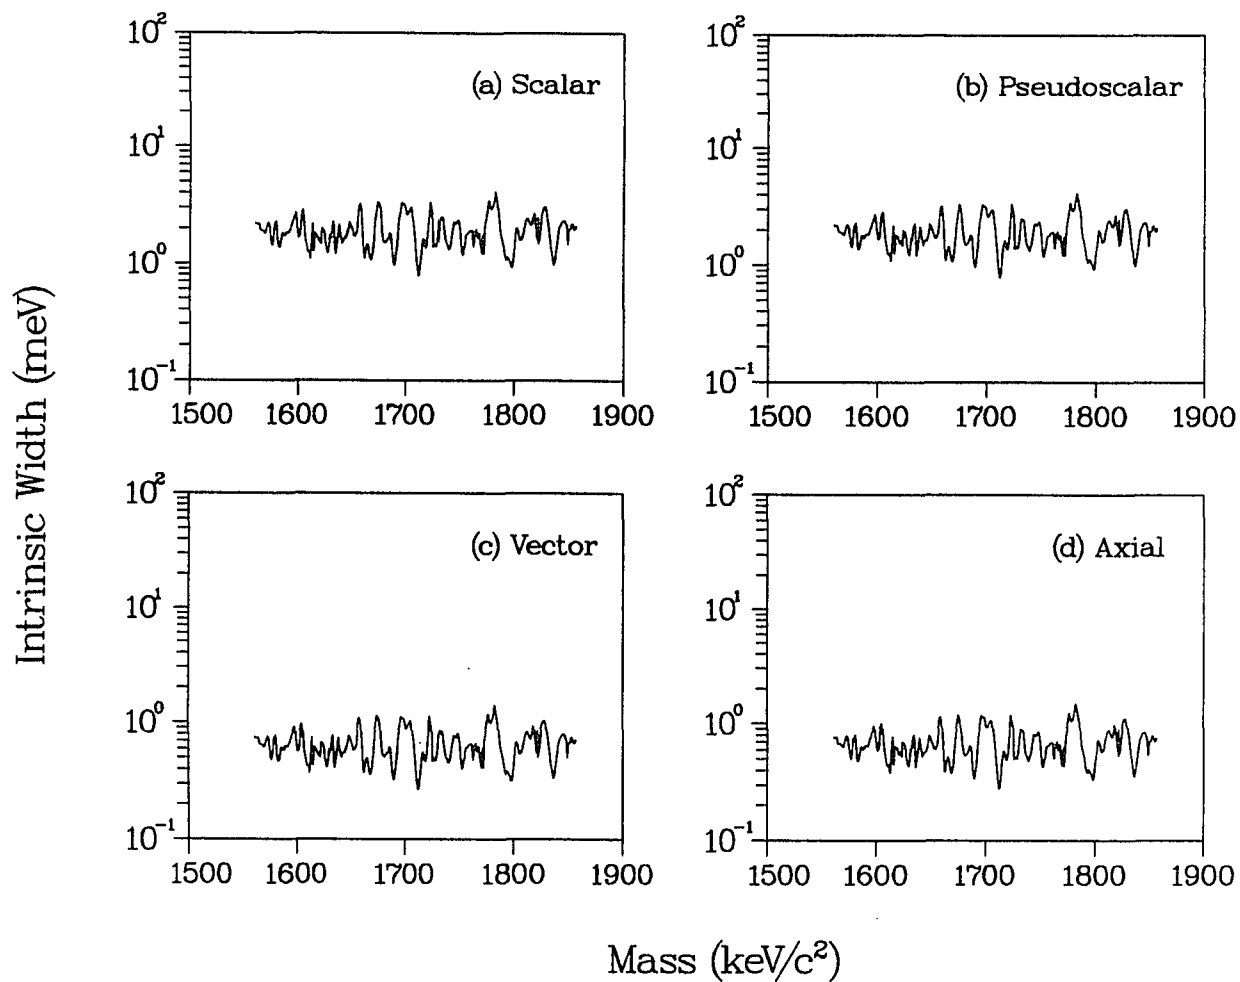 Intrinsic Width (meV)
(a) Scalar
10²
10¹
10⁰
10⁻¹
1500 1600 1700 1800 1900
(b) Pseudoscalar
10²
10¹
10⁰
10⁻¹
1500 1600 1700 1800 1900
(c) Vector
10²
10¹
10⁰
10⁻¹
1500 1600 1700 1800 1900
(d) Axial
10²
10¹
10⁰
10⁻¹
1500 1600 1700 1800 1900
Mass (keV/c²)